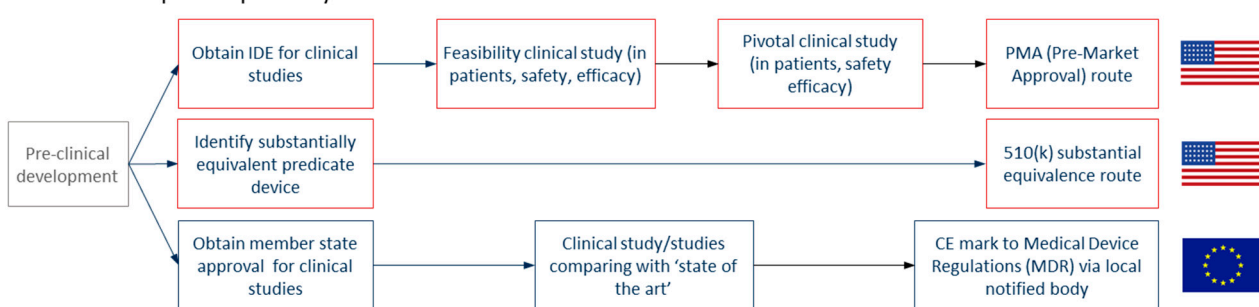 Obtain IDE for clinical
studies
Feasibility clinical study (in
patients, safety, efficacy)
Pivotal clinical study
(in patients, safety
efficacy)
PMA (Pre-Market
Approval) route
Pre-clinical
development
Identify substantially
equivalent predicate
device
510(k) substantial
equivalence route
Obtain member state
approval for clinical
studies
Clinical study/studies
comparing with ‘state of
the art’
CE mark to Medical Device
Regulations (MDR) via local
notified body